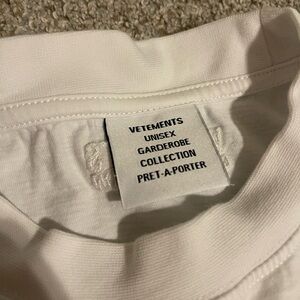 VETEMENTS
UNISEX
GARDEROBE
COLLECTION
PRET-A-PORTER